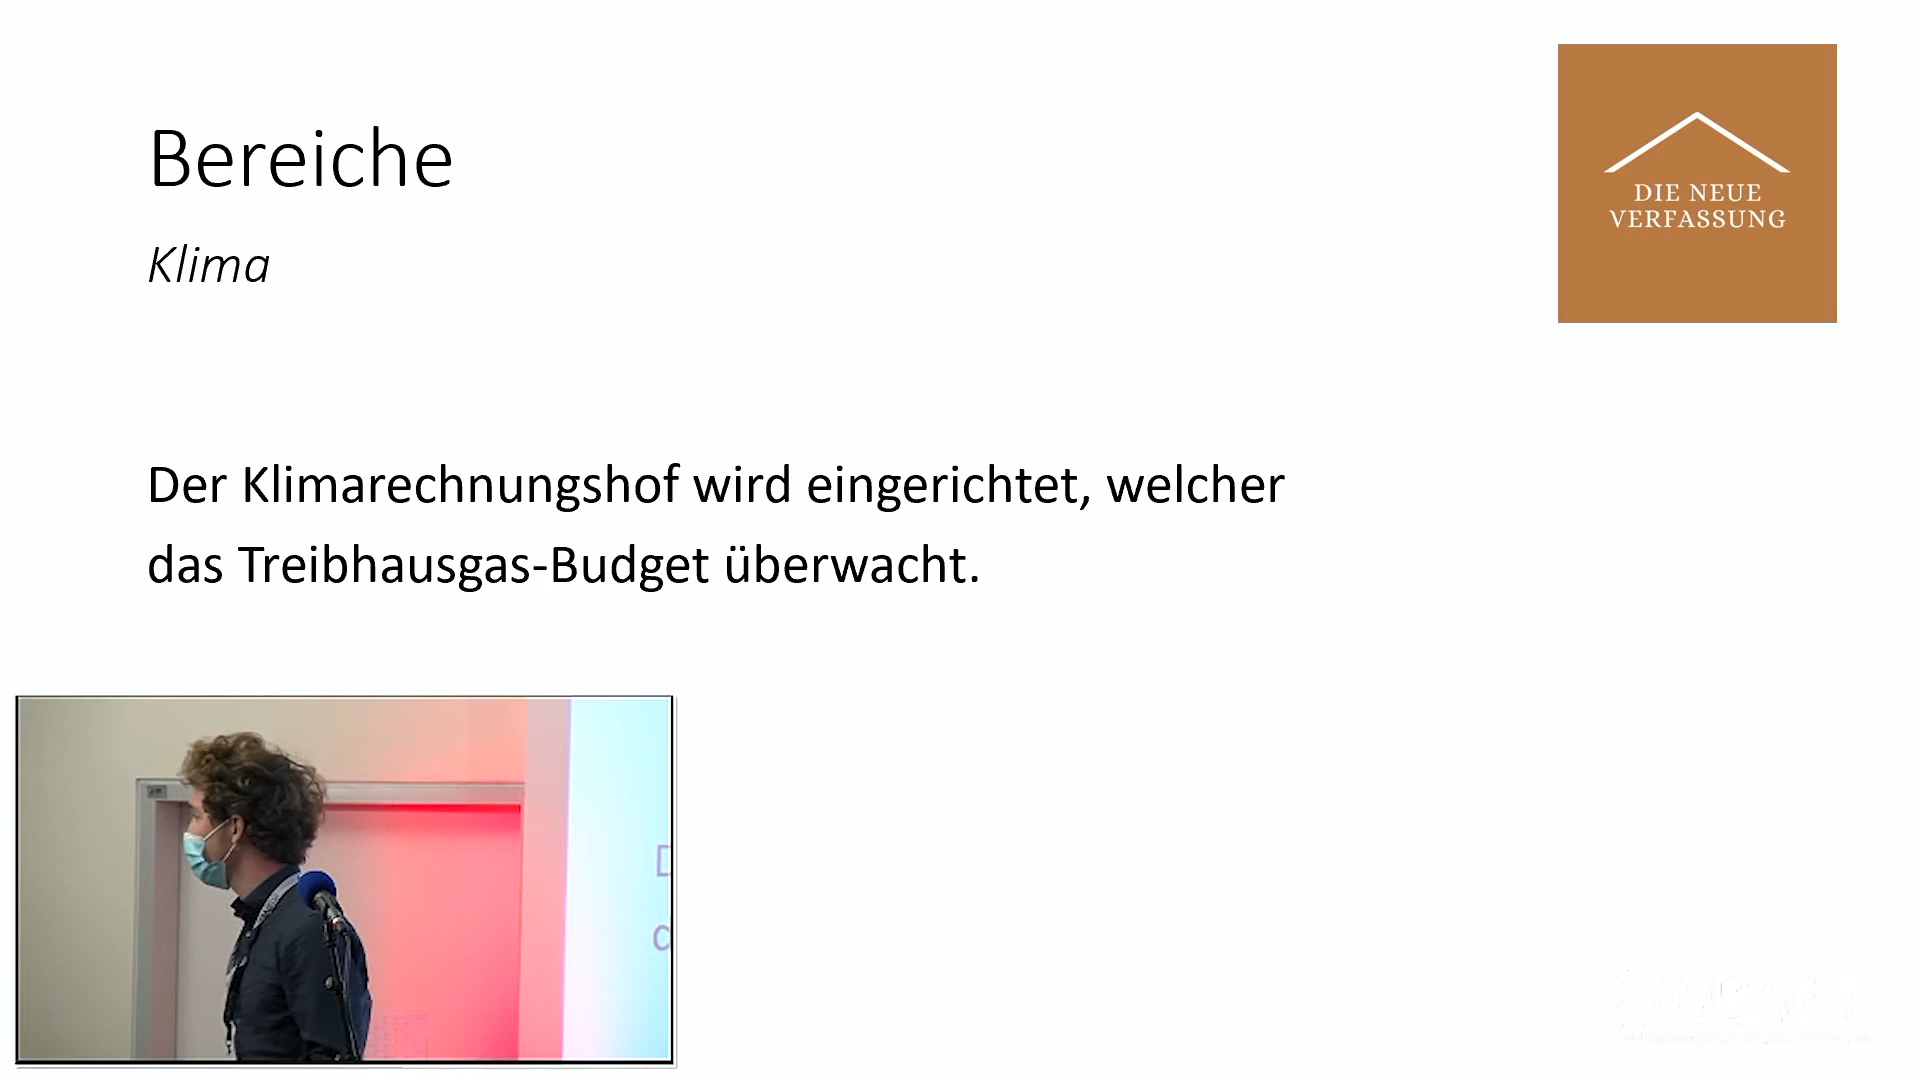 Bereiche
Klima
DIE NEUE
VERFASSUNG
Der Klimarechnungshof wird eingerichtet, welcher
das Treibhausgas-Budget überwacht.
D
d